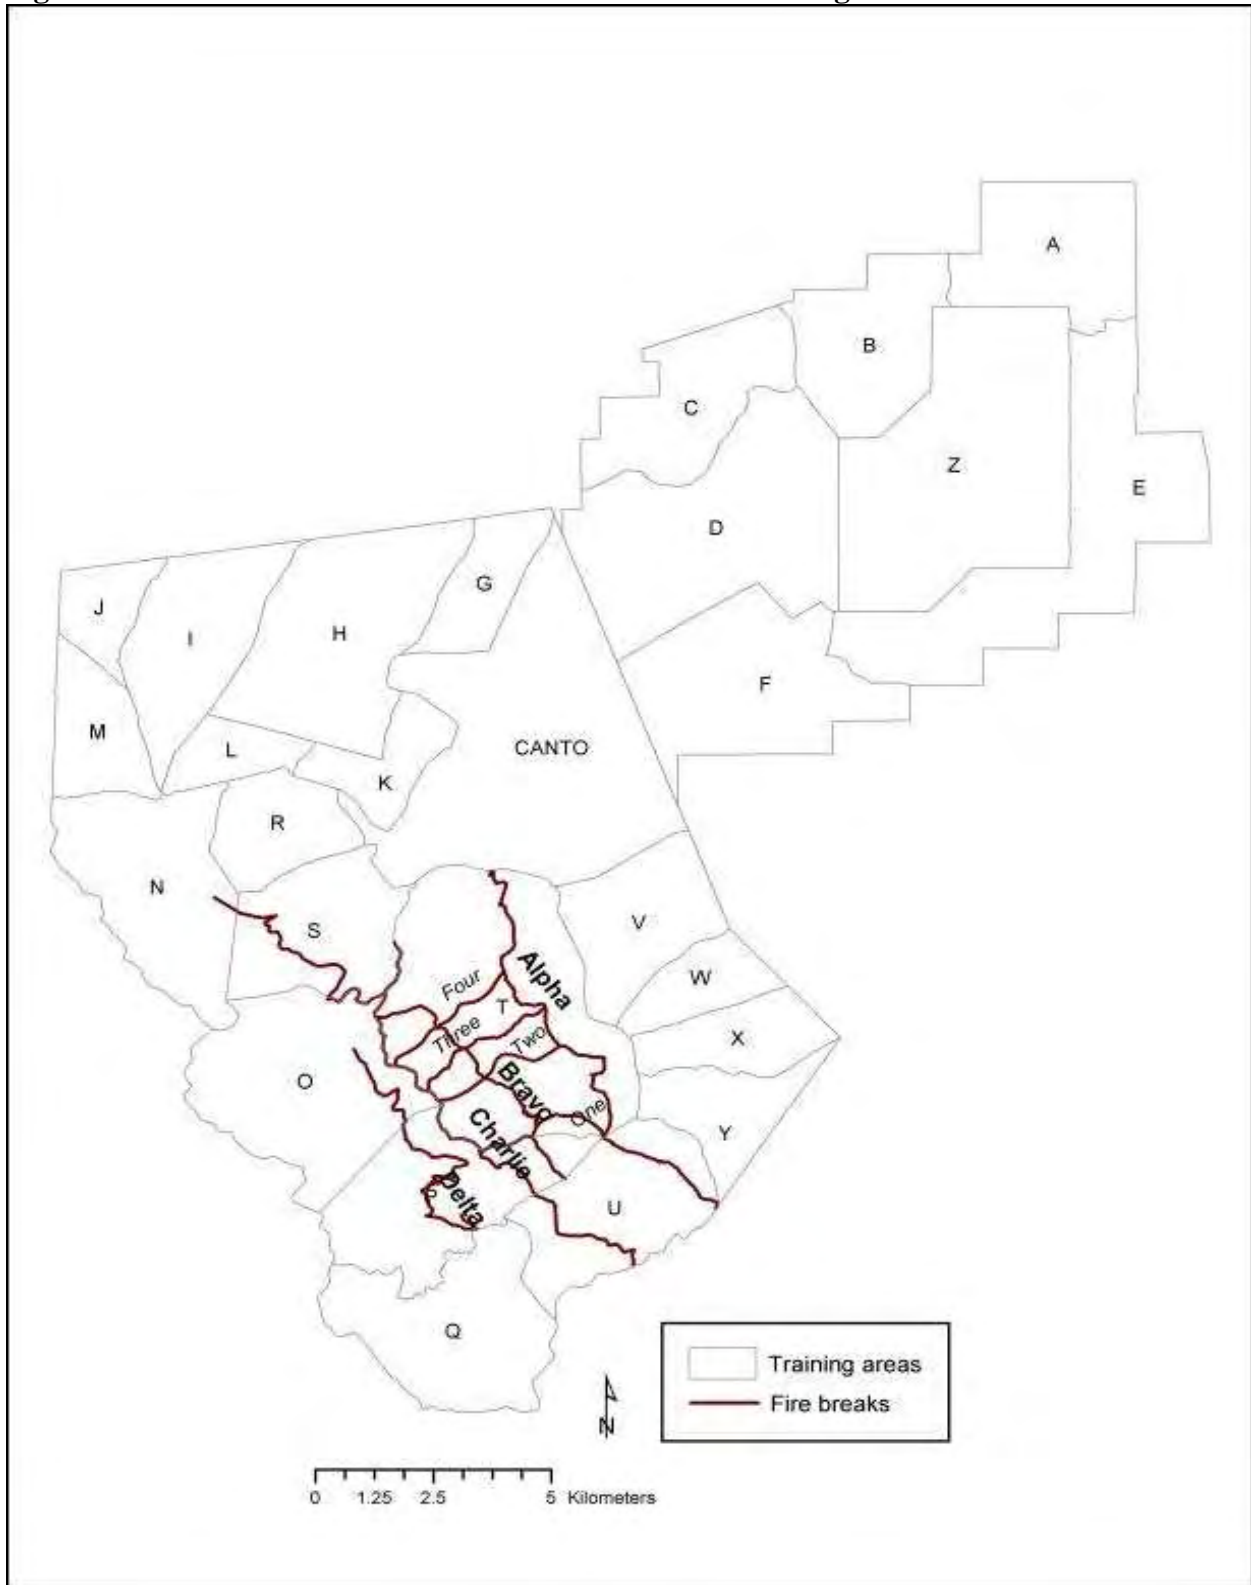 A
B
C
Z
E
D
G
J
H
I
F
M
L
CANTO
K
R
N
V
S
Alpha
W
Four
T
Three
Two
X
O
Bravo
One
Charlie
Y
Delta
U
Q
Training areas
Fire breaks
N
0 1.25 2.5 5 Kilometers